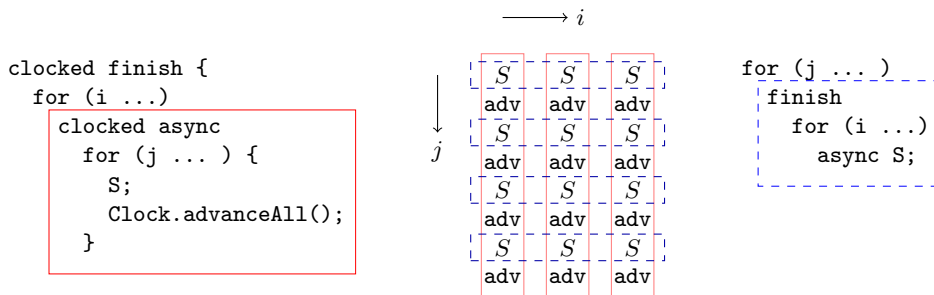 i
clocked finish {
for (i ...)
clocked async
for (j ... ) {
S;
Clock.advanceAll();
}
j
S S S
adv adv adv
S S S
adv adv adv
S S S
adv adv adv
S S S
adv adv adv
for (j ... )
finish
for (i ...)
async S;